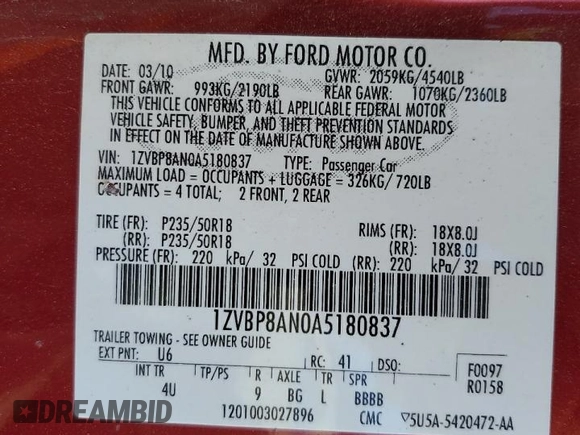 MFD. BY FORD MOTOR CO.
DATE: 03/10 GVWR: 2059KG/4540LB
FRONT GAWR: 993KG/2190LB REAR GAWR: 1070KG/2360LB
THIS VEHICLE CONFORMS TO ALL APPLICABLE FEDERAL MOTOR
VEHICLE SAFETY, BUMPER, AND THEFT PREVENTION STANDARDS
IN EFFECT ON THE DATE OF MANUFACTURE SHOWN ABOVE.
VIN: 1ZVBP8AN0A5180837 TYPE: Passenger Car
MAXIMUM LOAD = OCCUPANTS + LUGGAGE = 326KG/720LB
OCCUPANTS = 4 TOTAL; 2 FRONT, 2 REAR
TIRE (FR): P235/50R18 RIMS (FR): 18X8.0J
(RR): P235/50R18 (RR): 18X8.0J
PRESSURE (FR): 220 kPa/ 32 PSI COLD (RR) 220 kPa/ 32 PSI COLD
1ZVBP8AN0A5180837
TRAILER TOWING - SEE OWNER GUIDE
EXT PNT: U6 RC: 41 DSO: F0097
INT TR TP/PS R AXLE TR SPR R0158
4U 9 BG L BBBB
1201003027896 CMC ▽5U5A-5420472-AA
EPIC.VIN